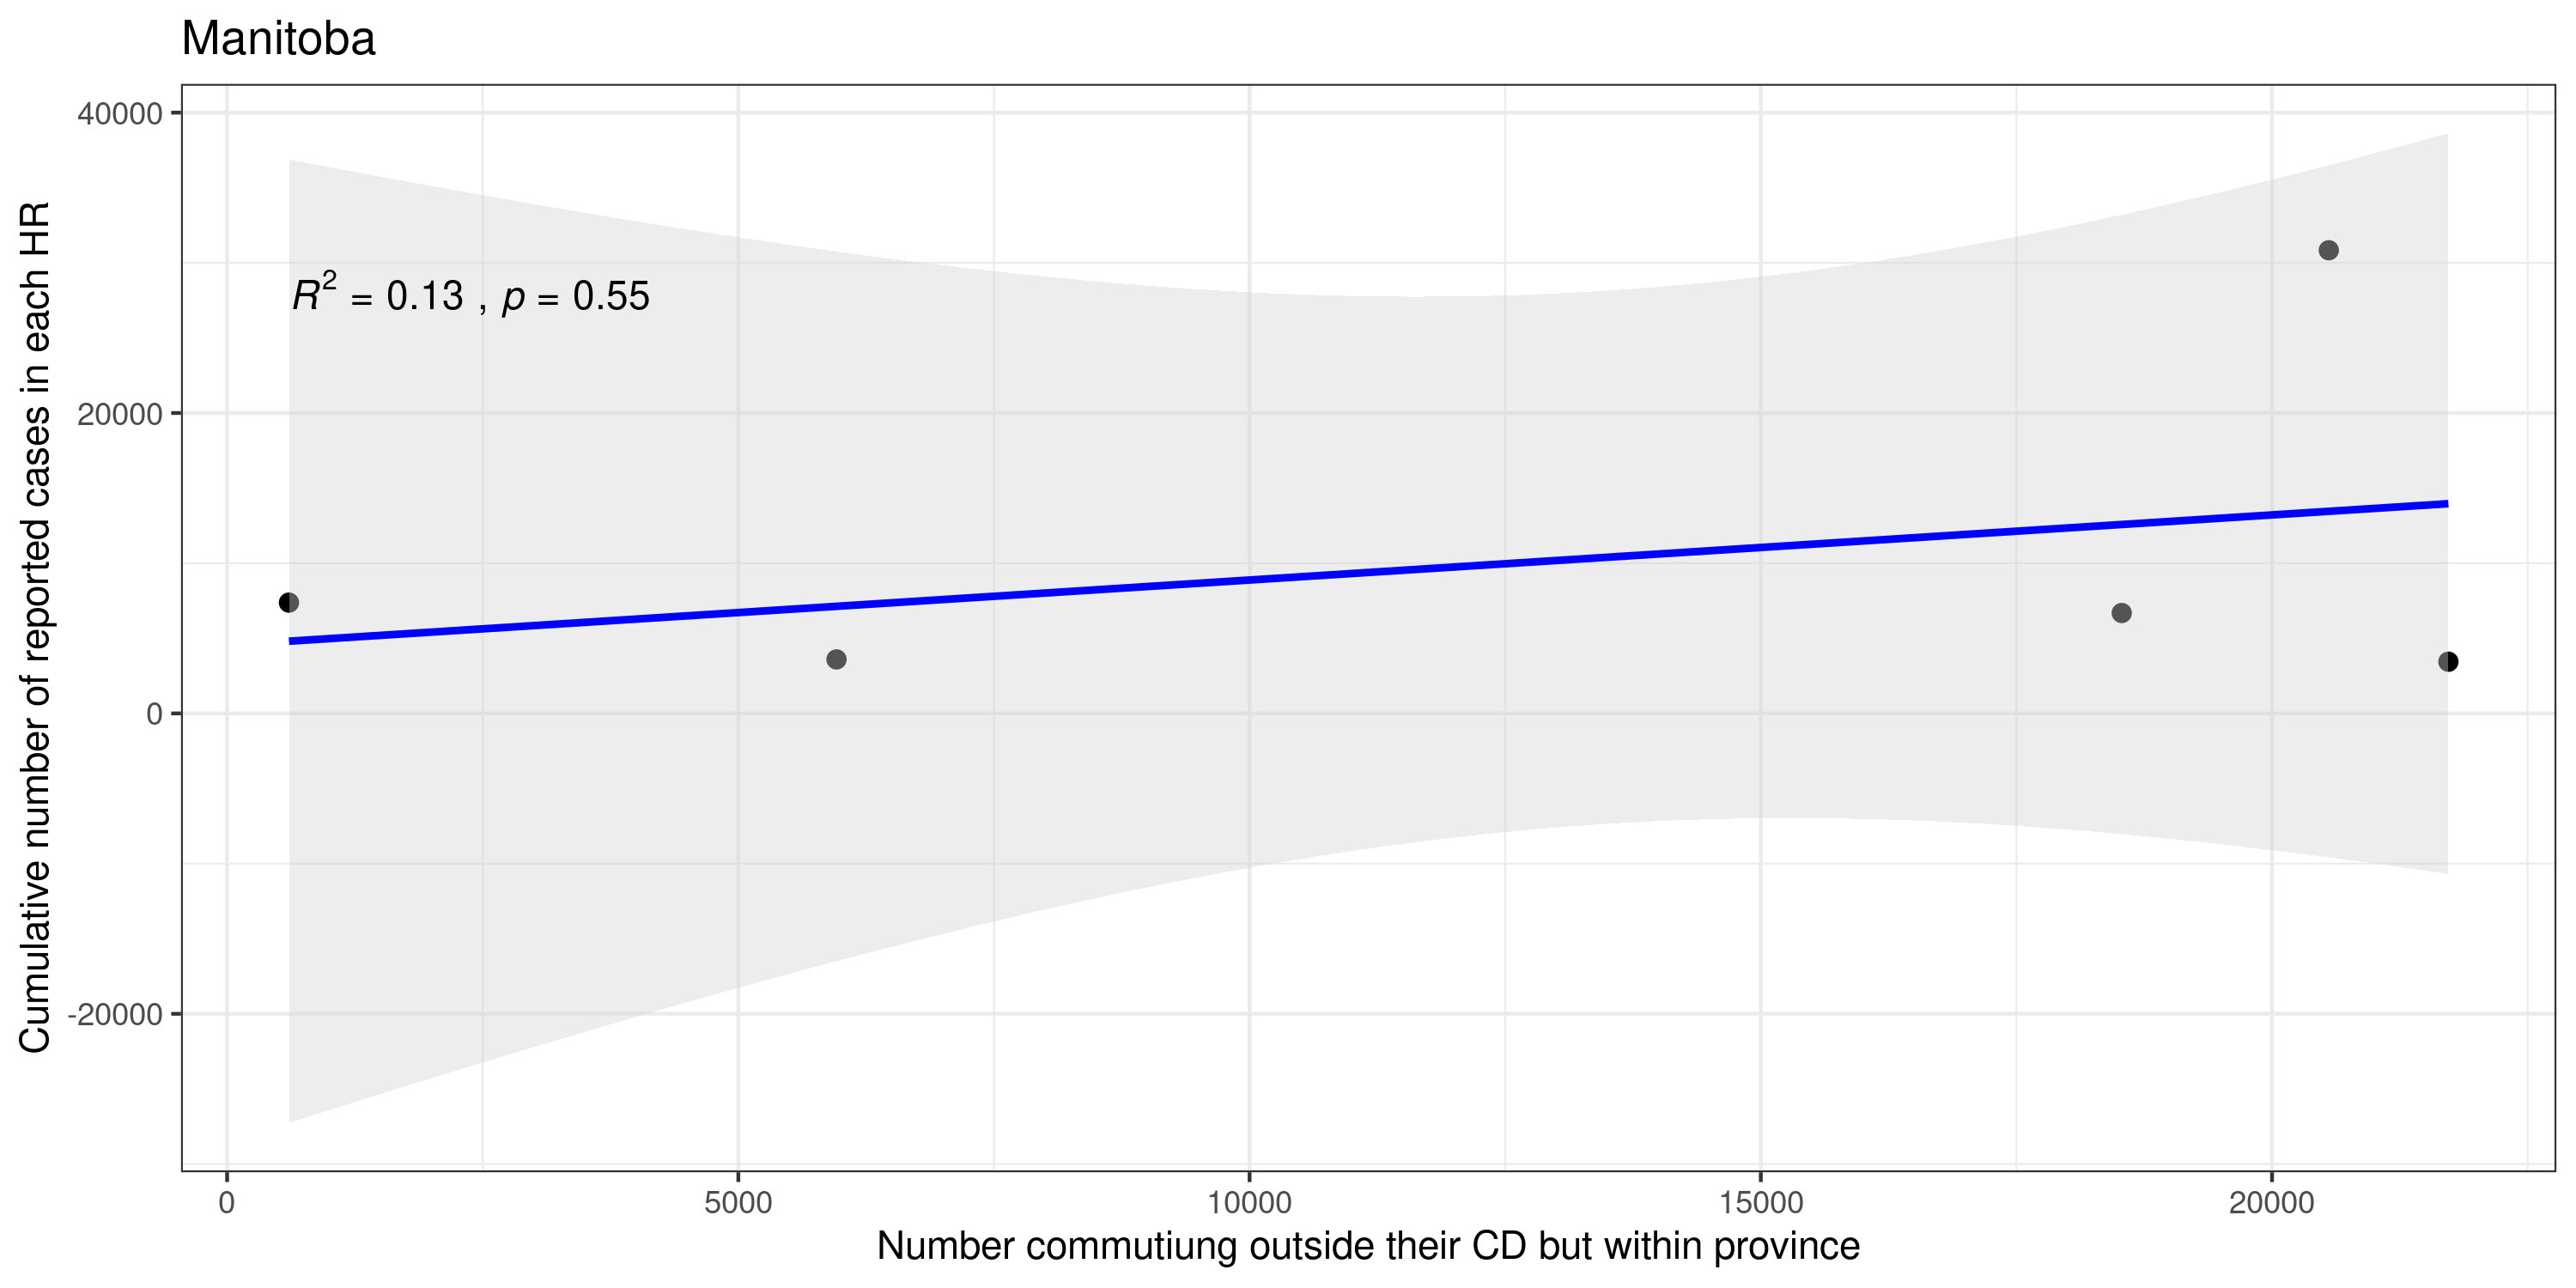 Manitoba
40000
20000
0
-20000
Cumulative number of reported cases in each HR
R² = 0.13 , p = 0.55
0 5000 10000 15000 20000
Number commutiung outside their CD but within province